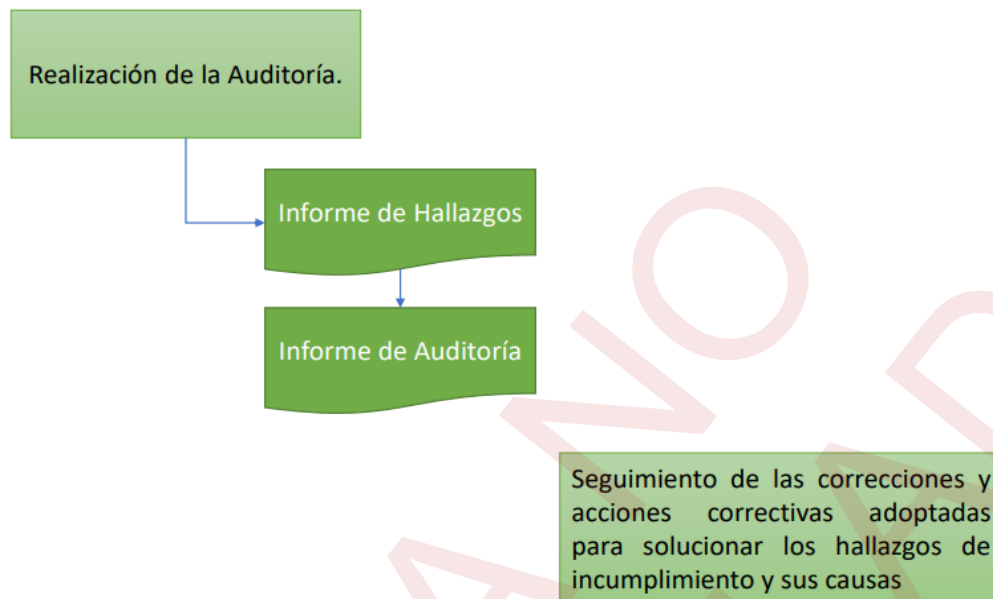 Realización de la Auditoría.
Informe de Hallazgos
Informe de Auditoría
Seguimiento de las correcciones y
acciones correctivas adoptadas
para solucionar los hallazgos de
incumplimiento y sus causas